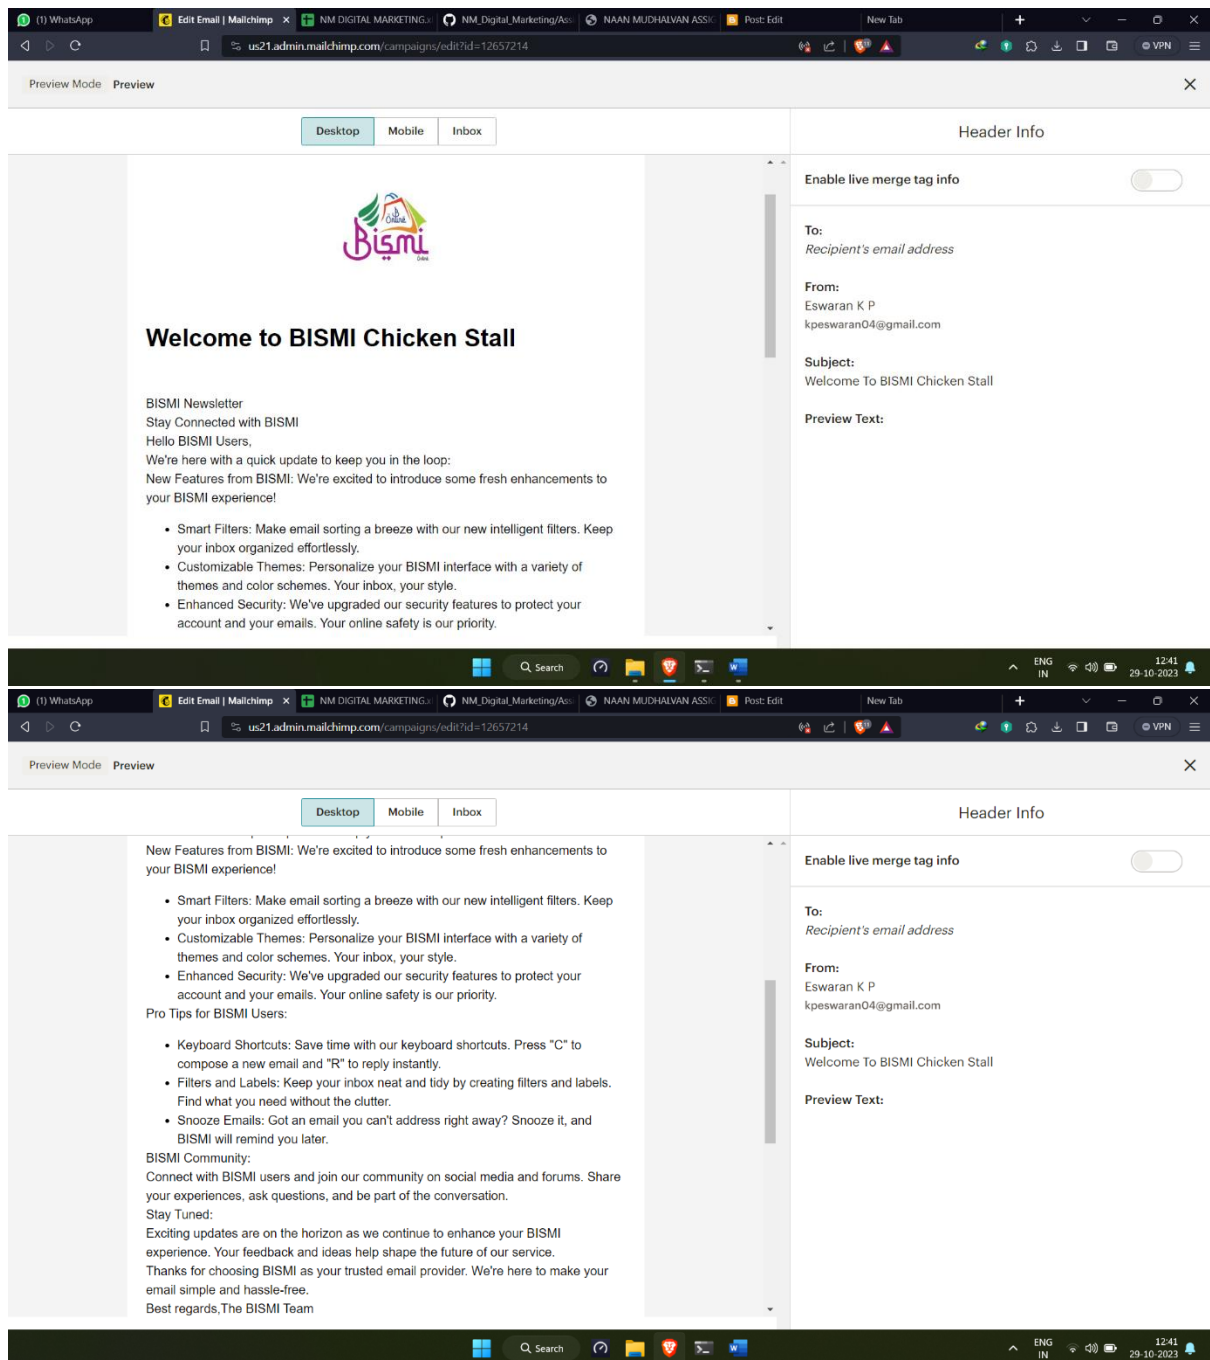 (1) WhatsApp
Edit Email | Mailchimp
NM DIGITAL MARKETING.x
NM_Digital_Marketing/Ass
NAAN MUDHALVAN ASSIG
Post: Edit
New Tab
us21.admin.mailchimp.com/campaigns/edit?id=12657214
VPN
Preview Mode Preview
Desktop
Mobile
Inbox
Header Info
Online
Bismi
Welcome to BISMI Chicken Stall
BISMI Newsletter
Stay Connected with BISMI
Hello BISMI Users,
We're here with a quick update to keep you in the loop:
New Features from BISMI: We're excited to introduce some fresh enhancements to
your BISMI experience!
• Smart Filters: Make email sorting a breeze with our new intelligent filters. Keep
your inbox organized effortlessly.
• Customizable Themes: Personalize your BISMI interface with a variety of
themes and color schemes. Your inbox, your style.
• Enhanced Security: We've upgraded our security features to protect your
account and your emails. Your online safety is our priority.
Enable live merge tag info
To:
Recipient's email address
From:
Eswaran K P
kpeswaran04@gmail.com
Subject:
Welcome To BISMI Chicken Stall
Preview Text:
Search
ENG
IN
12:41
29-10-2023
(1) WhatsApp
Edit Email | Mailchimp
NM DIGITAL MARKETING.x
NM_Digital_Marketing/Ass
NAAN MUDHALVAN ASSIG
Post: Edit
New Tab
us21.admin.mailchimp.com/campaigns/edit?id=12657214
VPN
Preview Mode Preview
Desktop
Mobile
Inbox
Header Info
New Features from BISMI: We're excited to introduce some fresh enhancements to
your BISMI experience!
• Smart Filters: Make email sorting a breeze with our new intelligent filters. Keep
your inbox organized effortlessly.
• Customizable Themes: Personalize your BISMI interface with a variety of
themes and color schemes. Your inbox, your style.
• Enhanced Security: We've upgraded our security features to protect your
account and your emails. Your online safety is our priority.
Pro Tips for BISMI Users:
• Keyboard Shortcuts: Save time with our keyboard shortcuts. Press "C" to
compose a new email and "R" to reply instantly.
• Filters and Labels: Keep your inbox neat and tidy by creating filters and labels.
Find what you need without the clutter.
• Snooze Emails: Got an email you can't address right away? Snooze it, and
BISMI will remind you later.
BISMI Community:
Connect with BISMI users and join our community on social media and forums. Share
your experiences, ask questions, and be part of the conversation.
Stay Tuned:
Exciting updates are on the horizon as we continue to enhance your BISMI
experience. Your feedback and ideas help shape the future of our service.
Thanks for choosing BISMI as your trusted email provider. We're here to make your
email simple and hassle-free.
Best regards,The BISMI Team
Enable live merge tag info
To:
Recipient's email address
From:
Eswaran K P
kpeswaran04@gmail.com
Subject:
Welcome To BISMI Chicken Stall
Preview Text:
Search
ENG
IN
12:41
29-10-2023